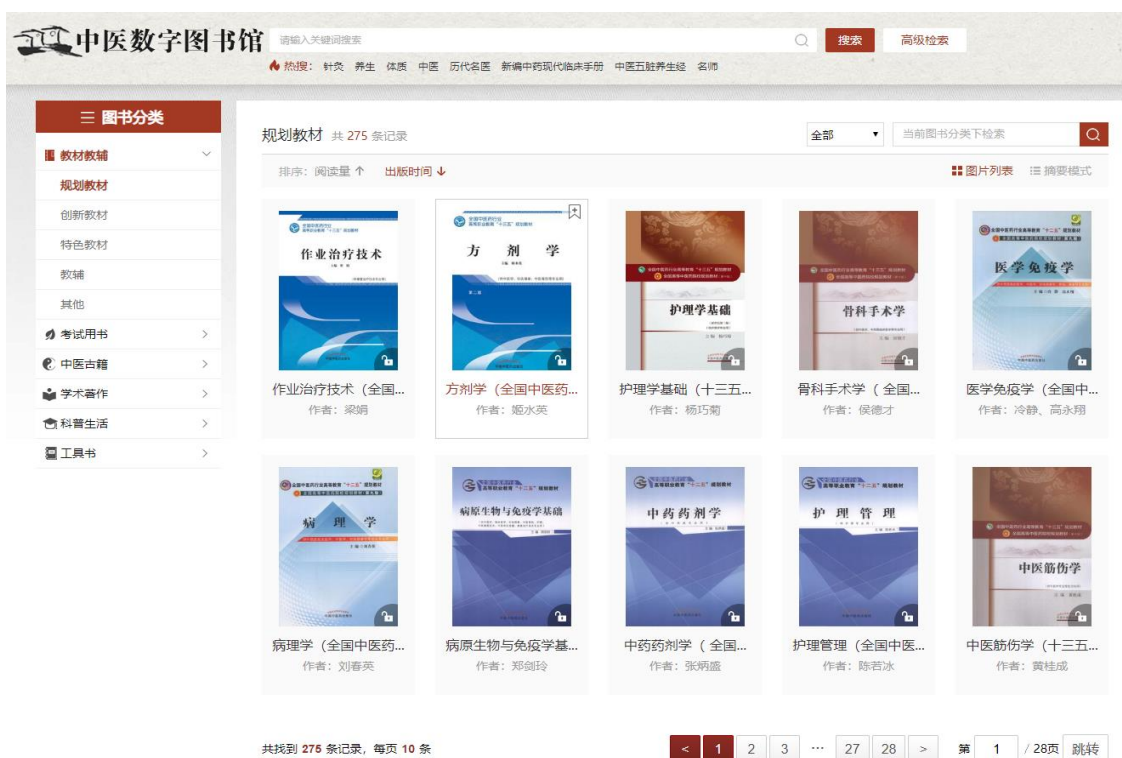 中医数字图书馆
请输入关键词搜索
搜索
高级检索
热搜： 针灸 养生 体质 中医 历代名医 新编中药现代临床手册 中医五脏养生经 名师
图书分类
教材教辅
规划教材
创新教材
特色教材
教辅
其他
考试用书
中医古籍
学术著作
科普生活
工具书
规划教材 共 275 条记录
全部
当前图书分类下检索
排序： 阅读量 出版时间
图片列表 摘要模式
作业治疗技术
方剂学
护理学基础
骨科手术学
医学免疫学
作业治疗技术（全国...
方剂学（全国中医药...
护理学基础（十三五...
骨科手术学（ 全国...
医学免疫学（全国中...
作者：梁娟
作者：姬水英
作者：杨巧菊
作者：侯德才
作者：冷静、高永翔
病理学
病原生物与免疫学基础
中药药剂学
护理管理
中医筋伤学
病理学（全国中医药...
病原生物与免疫学基...
中药药剂学（ 全国...
护理管理（全国中医...
中医筋伤学（十三五...
作者：刘春英
作者：郑剑玲
作者：张炳盛
作者：陈若冰
作者：黄桂成
共找到 275 条记录，每页 10 条
< 1 2 3 ... 27 28 > 第 1 / 28页 跳转